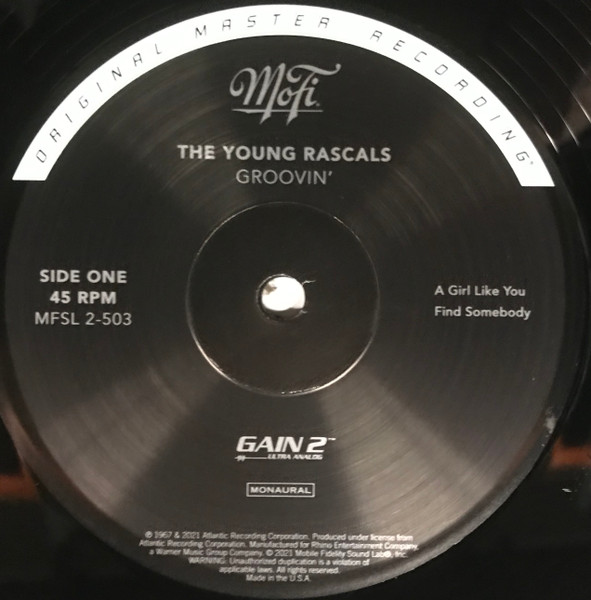 ORIGINAL MASTER RECORDING®
MoFi®
THE YOUNG RASCALS
GROOVIN'
SIDE ONE
45 RPM
MFSL 2-503
A Girl Like You
Find Somebody
GAIN 2™
ULTRA ANALOG
MONAURAL
℗ 1967 & 2021 Atlantic Recording Corporation. Produced under license from
Atlantic Recording Corporation. Manufactured for Rhino Entertainment Company,
a Warner Music Group Company. © 2021 Mobile Fidelity Sound Lab®, Inc.
WARNING: Unauthorized duplication is a violation of
applicable laws. All rights reserved.
Made in the U.S.A.